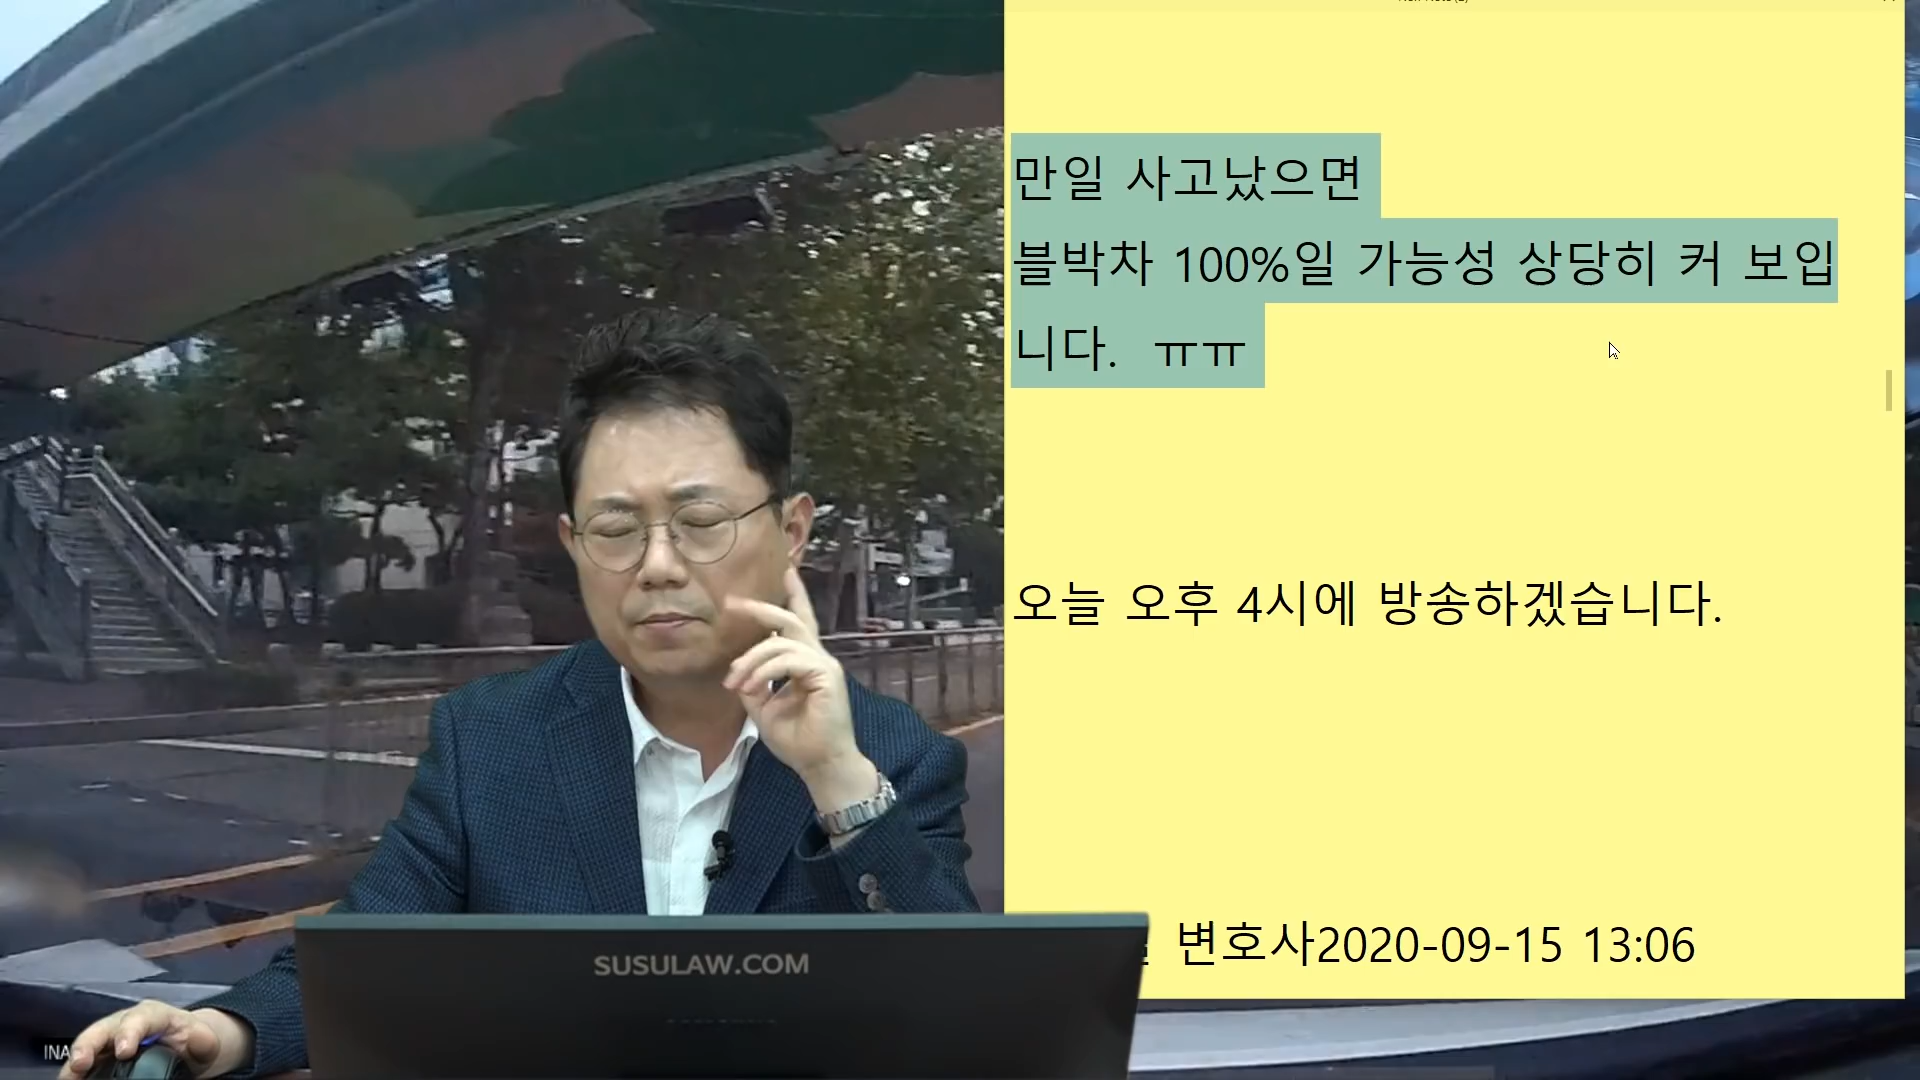 만일 사고났으면
블박차 100%일 가능성 상당히 커 보입
니다. ㅠㅠ
오늘 오후 4시에 방송하겠습니다.
변호사2020-09-15 13:06
SUSULAW.COM